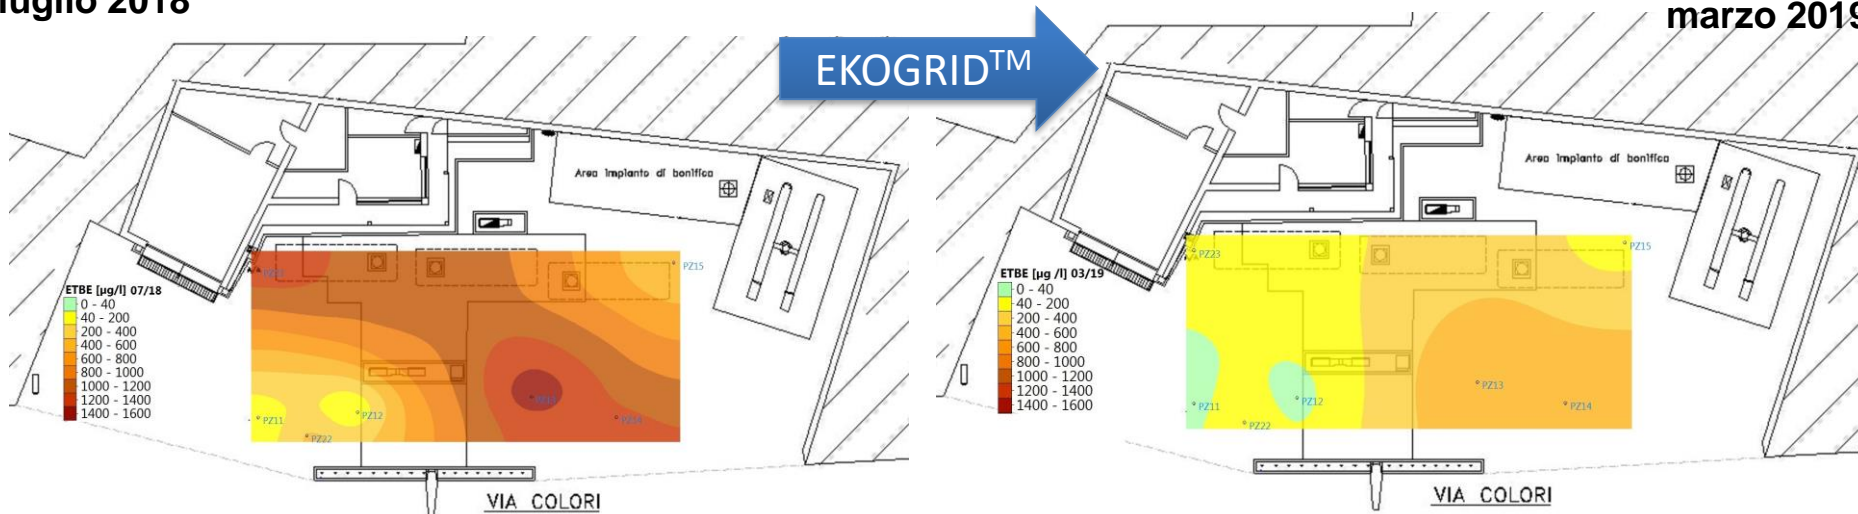 luglio 2018
marzo 2019
EKOGRID™
Area impianto di bonifica
ETBE [µg/l] 07/18
0 - 40
40 - 200
200 - 400
400 - 600
600 - 800
800 - 1000
1000 - 1200
1200 - 1400
1400 - 1600
PZ15
PZ11
PZ12
PZ22
PZ14
VIA COLORI
Area impianto di bonifica
ETBE [µg /l] 03/19
0 - 40
40 - 200
200 - 400
400 - 600
600 - 800
800 - 1000
1000 - 1200
1200 - 1400
1400 - 1600
PZ23
PZ15
PZ11
PZ12
PZ22
PZ13
PZ14
VIA COLORI